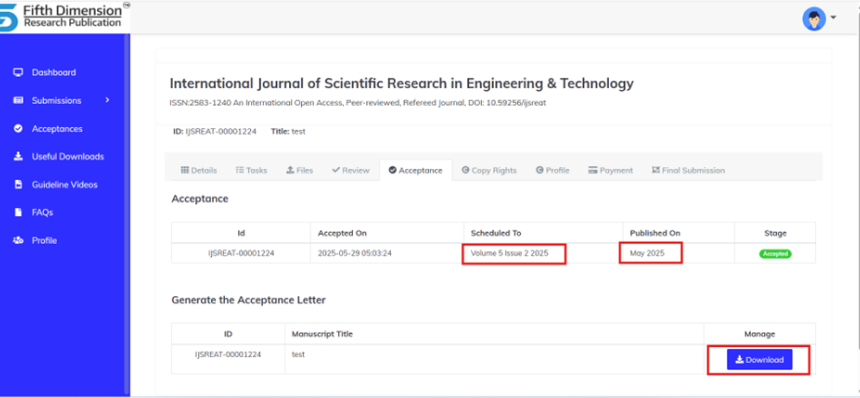 Fifth Dimension
Research Publication
Dashboard
Submissions
Acceptances
Useful Downloads
Guideline Videos
FAQs
Profile
International Journal of Scientific Research in Engineering & Technology
ISSN:2583-1240 An International Open Access, Peer-reviewed, Refereed Journal, DOI: 10.59256/ijsreat
ID: IJSREAT-00001224 Title: test
Details Tasks Files Review Acceptance Copy Rights Profile Payment Final Submission
Acceptance
Id Accepted On Scheduled To Published On Stage
IJSREAT-00001224 2025-05-29 05:03:24 Volume 5 Issue 2 2025 May 2025 Accepted
Generate the Acceptance Letter
ID Manuscript Title Manage
IJSREAT-00001224 test Download